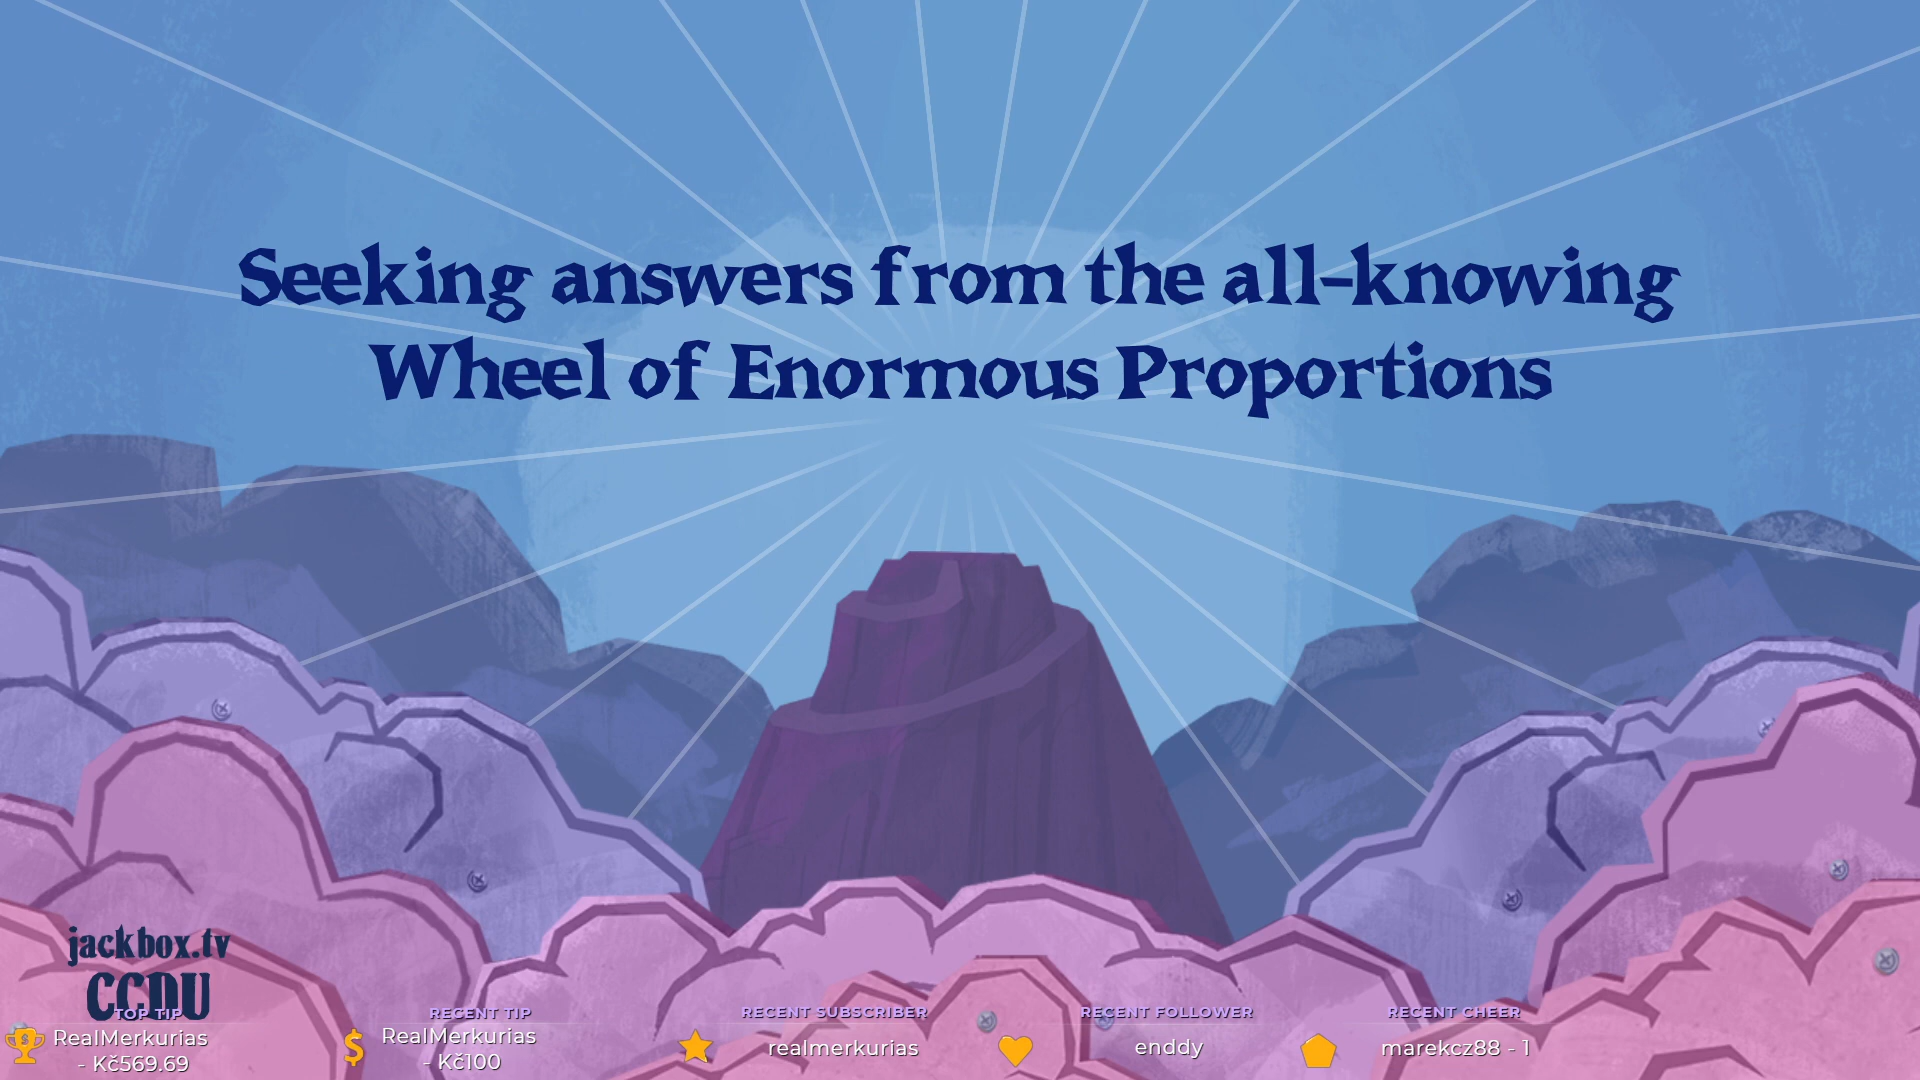 Seeking answers from the all-knowing
Wheel of Enormous Proportions
jackbox.tv
CCDU
TOP TIP
RealMerkurias
- Kč569.69
RECENT TIP
RealMerkurias
- Kč100
RECENT SUBSCRIBER
realmerkurias
RECENT FOLLOWER
enddy
RECENT CHEER
marekcz88 - 1